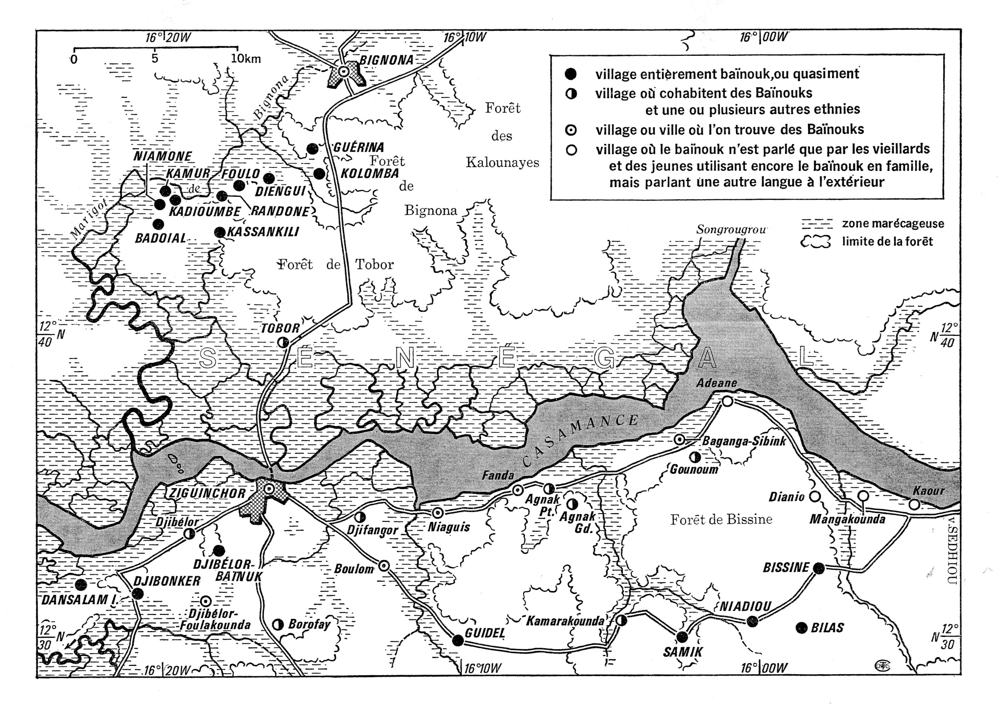 16°20W
16°10W
16°00W
0 5 10km
BIGNONA
village entièrement baïnouk,ou quasiment
village où cohabitent des Baïnouks
et une ou plusieurs autres ethnies
village ou ville où l'on trouve des Baïnouks
village où le baïnouk n'est parlé que par les vieillards
et des jeunes utilisant encore le baïnouk en famille,
mais parlant une autre langue à l'extérieur
zone marécageuse
limite de la forêt
Marigot de Bignona
Forêt
des
Kalounayes
GUÉRINA
NIAMONE
Forêt
de
Bignona
KAMUR
FOULO
KOLOMBA
DIENGUI
KADIOUMBE
RANDONE
BADOIAL
KASSANKILI
Songrougrou
Forêt de Tobor
TOBOR
12°
40 N
N 12°
40
SÉNÉGAL
Adeane
CASAMANCE
Baganga-Sibink
Gounoum
Fanda
ZIGUINCHOR
Agnak
Pt.
Agnak
Gd.
Dianio
Kaour
Mangakounda
Forêt de Bissine
Djibélor
Djifangor
Niaguis
v. SEDHIOU
DJIBÉLOR-
BAÏNUK
Boulom
BISSINE
DJIBONKER
DANSALAM I.
Djibélor-
Foulakounda
Borofay
GUIDEL
Kamarakounda
NIADIOU
BILAS
SAMIK
12°
30 N
N 12°
30
16°20W
16°10W
16°00W
CNRS